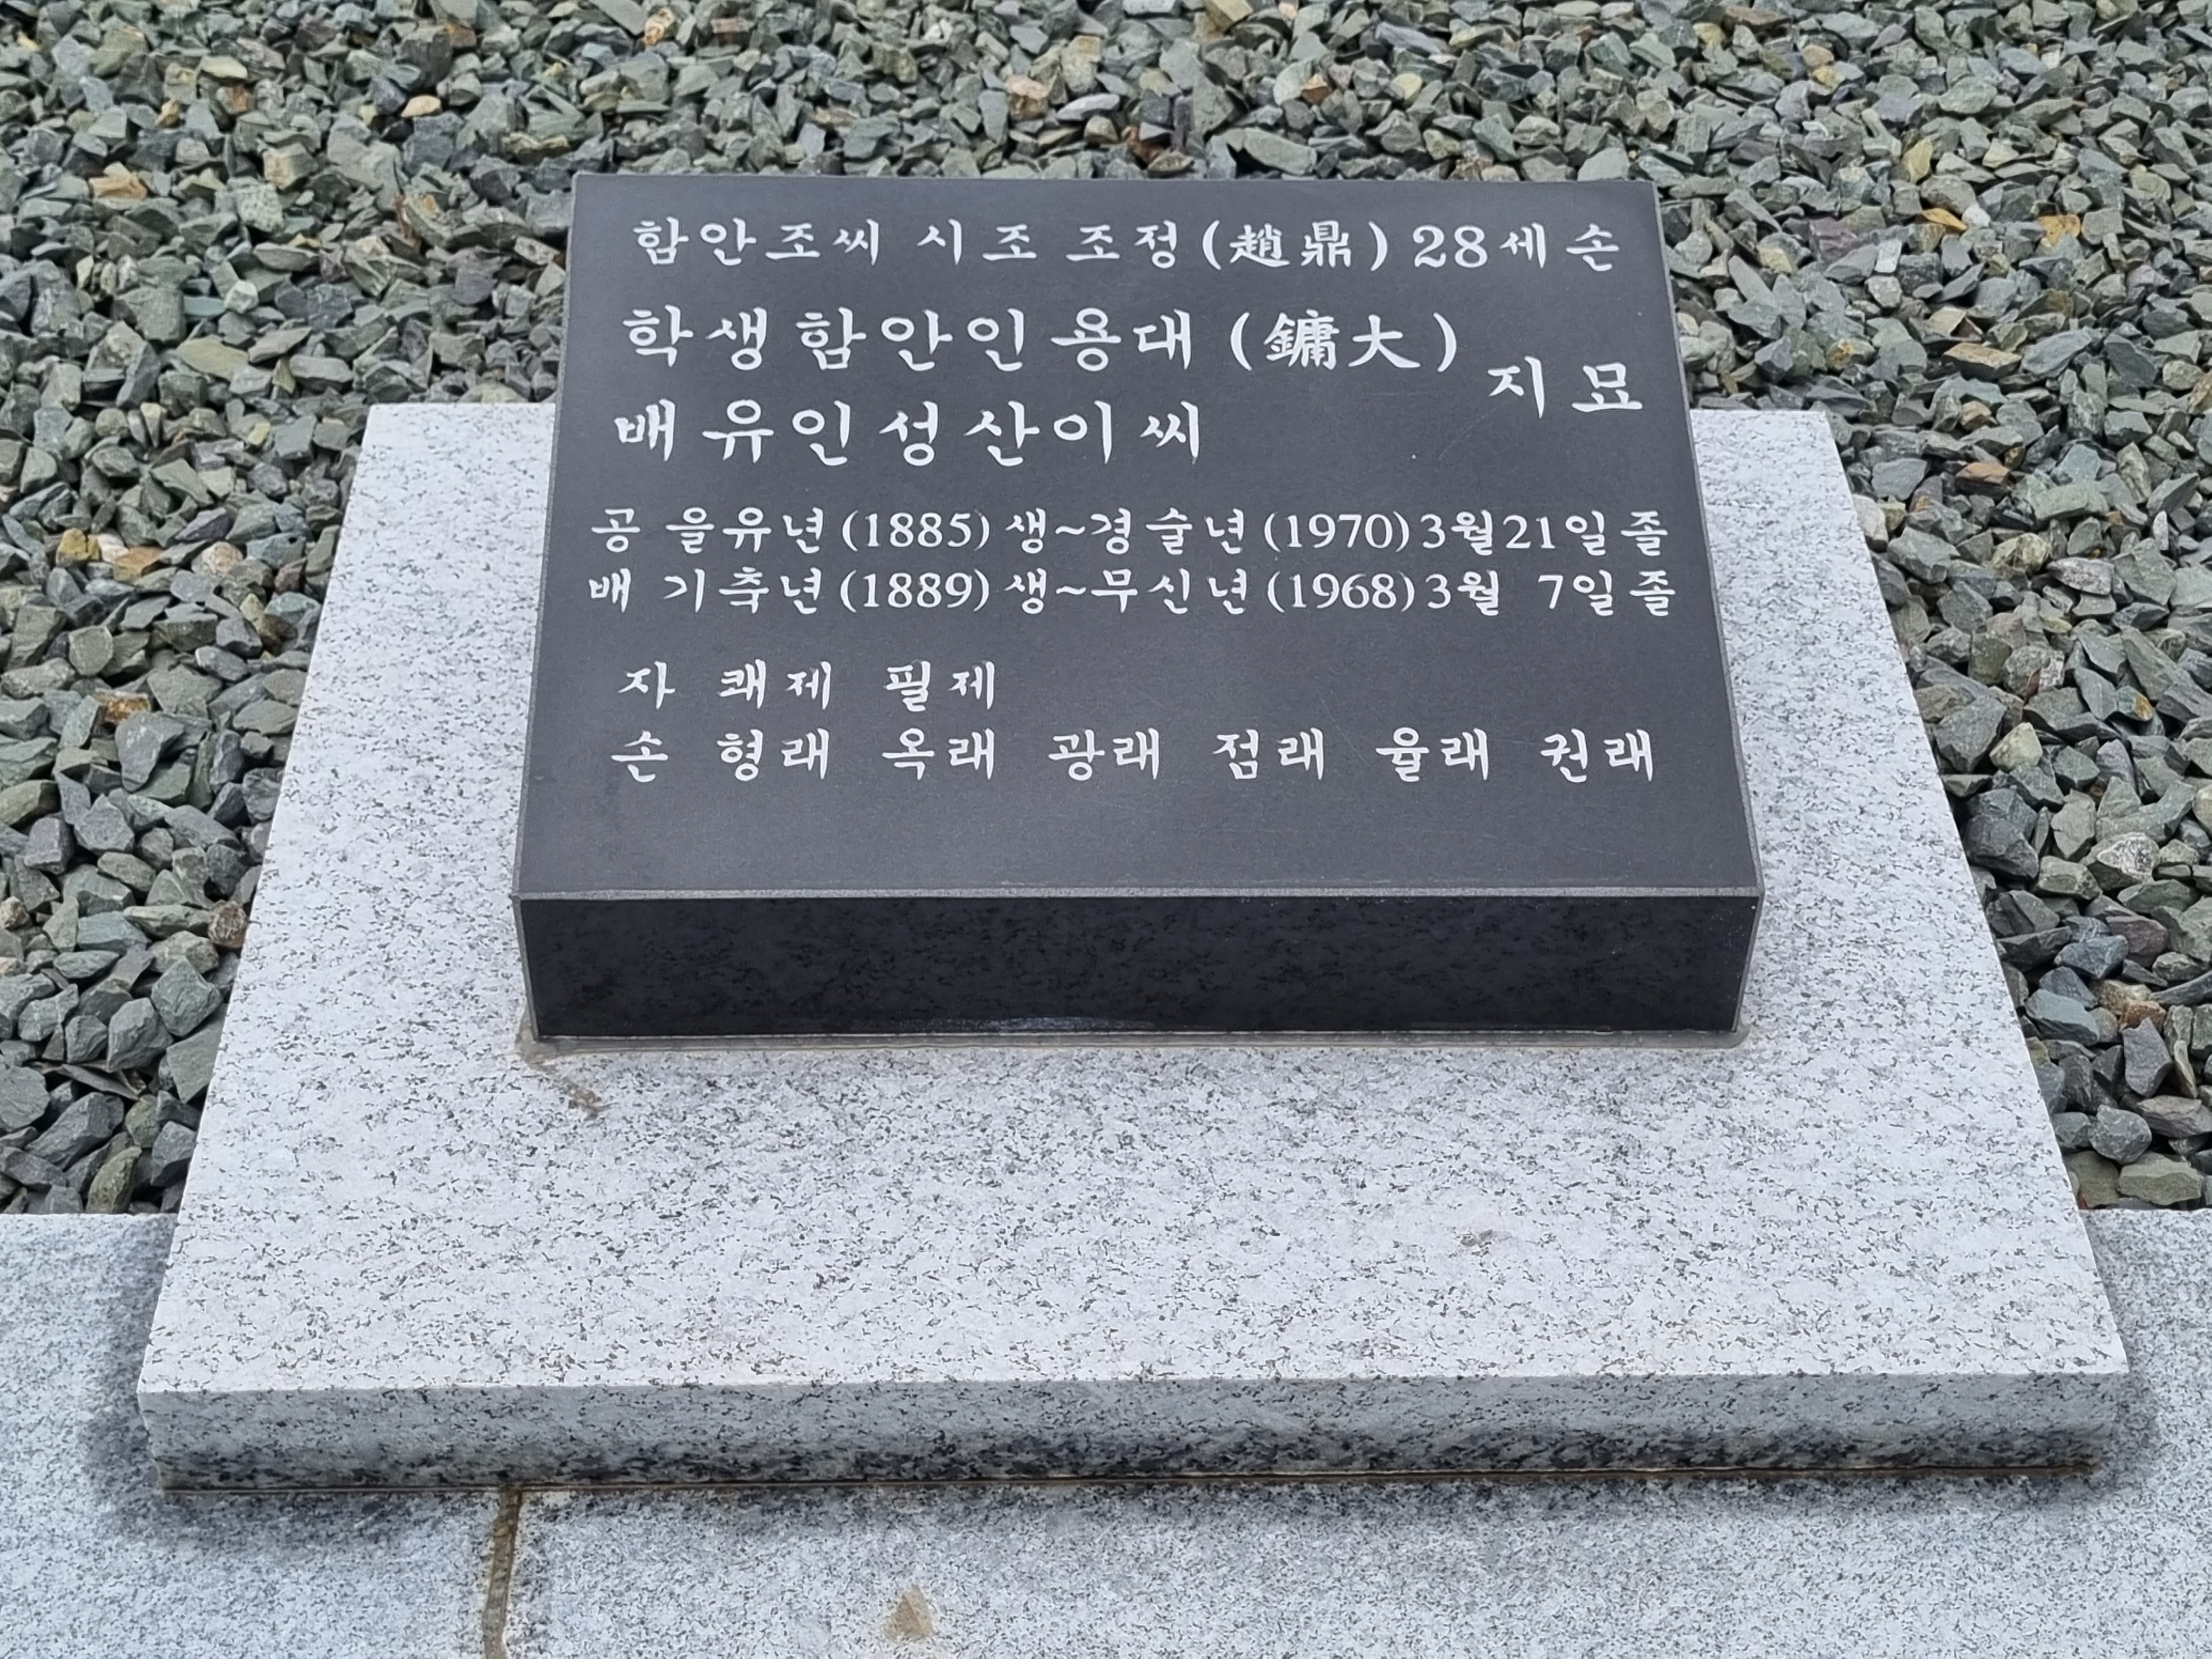 함안조씨 시조 조정(趙鼎)28세손
학생함안인용대(鏞大)
배유인성산이씨
지묘
공 을유년(1885)생~경술년(1970)3월21일졸
배 기축년(1889)생~무신년(1968)3월 7일졸
자 쾌제 필제
손 형래 옥래 광래 점래 율래 권래